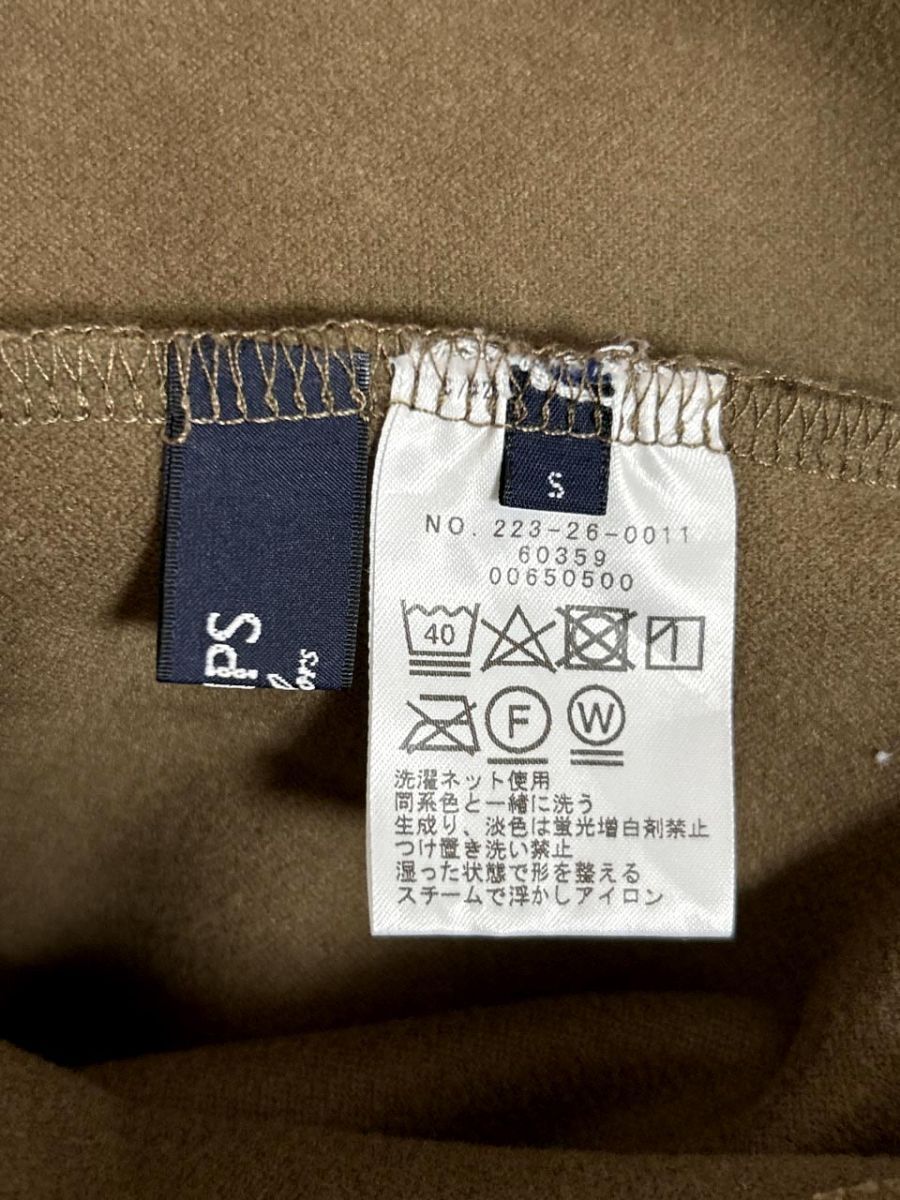 S
NO. 223-26-0011
60359
00650500
40
F
W
洗濯ネット使用
同系色と一緒に洗う
生成り、淡色は蛍光増白剤禁止
つけ置き洗い禁止
湿った状態で形を整える
スチームで浮かしアイロン
PS